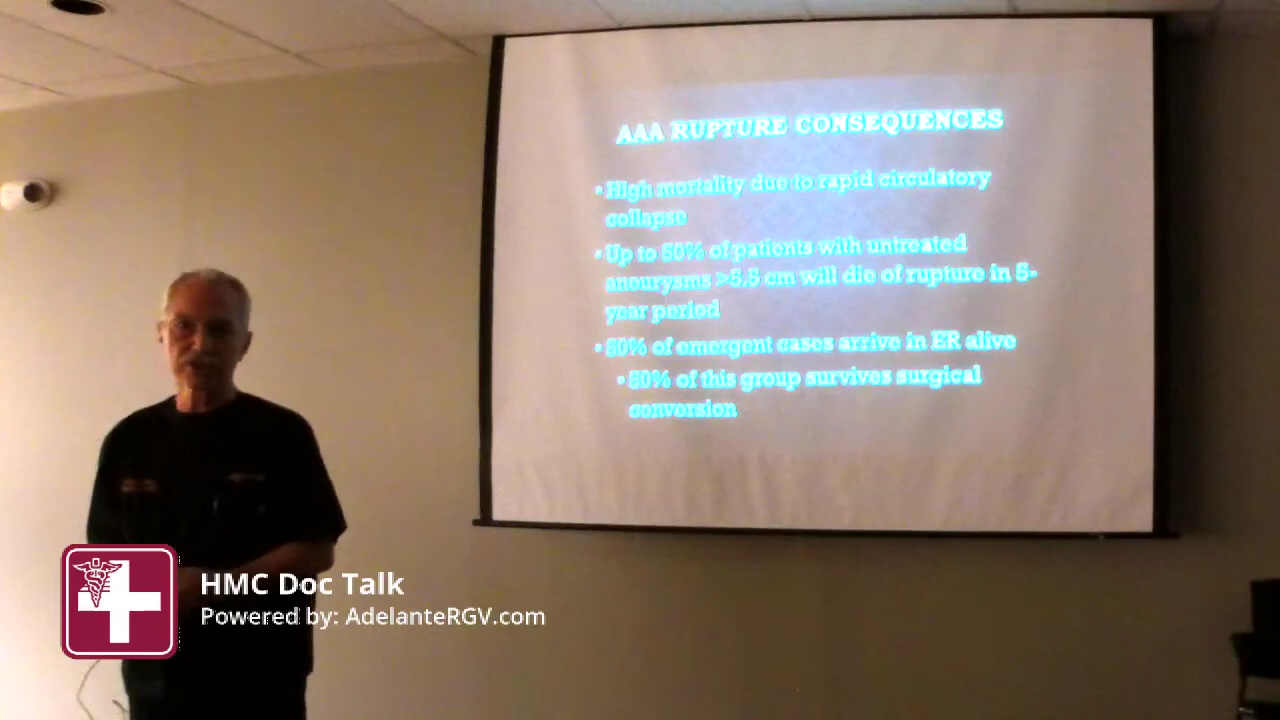 AAA RUPTURE CONSEQUENCES
• High mortality due to rapid circulatory
collapse
• Up to 50% of patients with untreated
aneurysms >5.5 cm will die of rupture in 5-
year period
• 50% of emergent cases arrive in ER alive
• 50% of this group survives surgical
conversion
HMC Doc Talk
Powered by: AdelanteRGV.com